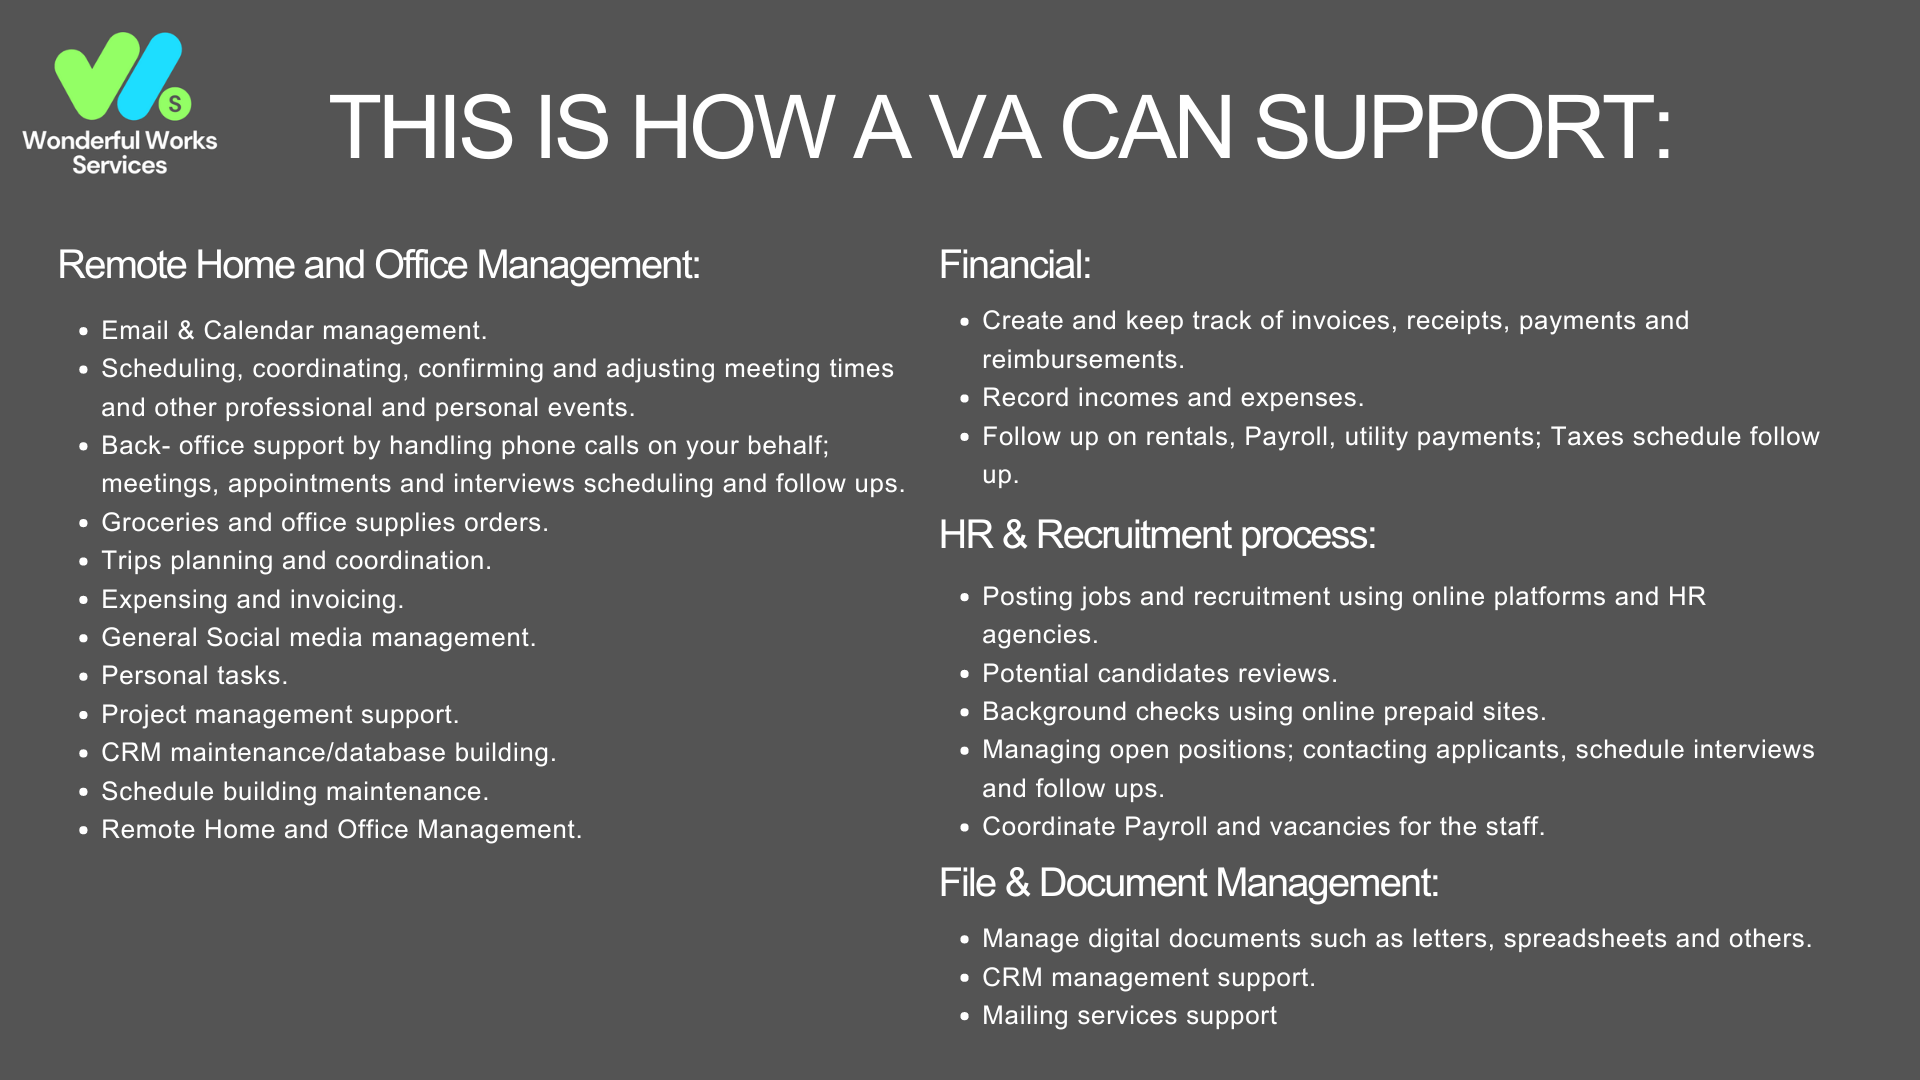 S
Wonderful Works
Services
THIS IS HOW A VA CAN SUPPORT:
Remote Home and Office Management:
• Email & Calendar management.
• Scheduling, coordinating, confirming and adjusting meeting times
and other professional and personal events.
• Back- office support by handling phone calls on your behalf;
meetings, appointments and interviews scheduling and follow ups.
• Groceries and office supplies orders.
• Trips planning and coordination.
• Expensing and invoicing.
• General Social media management.
• Personal tasks.
• Project management support.
• CRM maintenance/database building.
• Schedule building maintenance.
• Remote Home and Office Management.
Financial:
• Create and keep track of invoices, receipts, payments and
reimbursements.
• Record incomes and expenses.
• Follow up on rentals, Payroll, utility payments; Taxes schedule follow
up.
HR & Recruitment process:
• Posting jobs and recruitment using online platforms and HR
agencies.
• Potential candidates reviews.
• Background checks using online prepaid sites.
• Managing open positions; contacting applicants, schedule interviews
and follow ups.
• Coordinate Payroll and vacancies for the staff.
File & Document Management:
• Manage digital documents such as letters, spreadsheets and others.
• CRM management support.
• Mailing services support